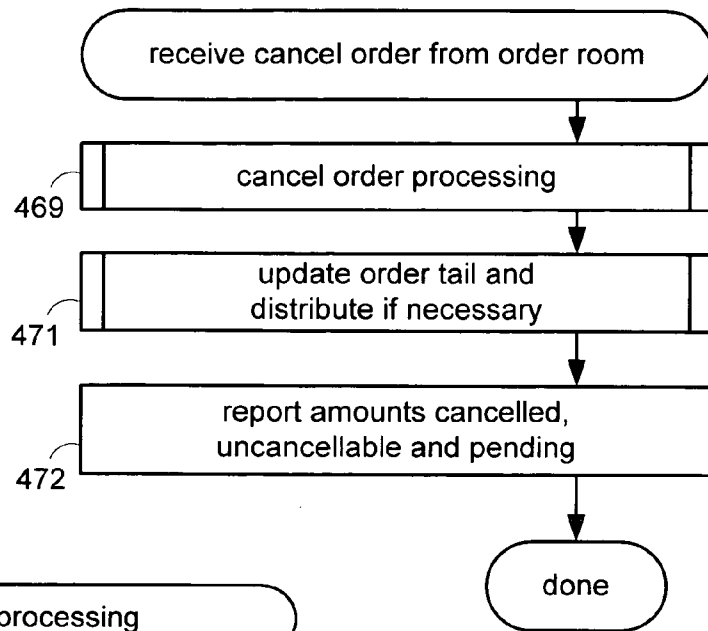 receive cancel order from order room
cancel order processing
469
update order tail and
distribute if necessary
471
report amounts cancelled,
uncancellable and pending
472
done
processing